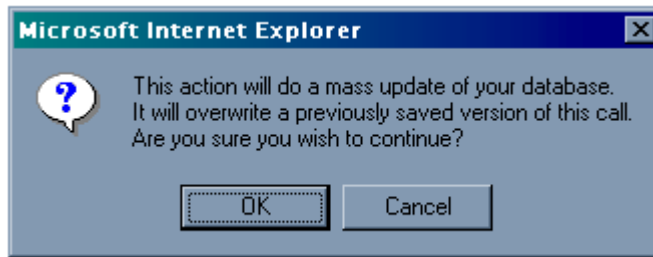 Microsoft Internet Explorer
This action will do a mass update of your database.
It will overwrite a previously saved version of this call.
Are you sure you wish to continue?
OK
Cancel